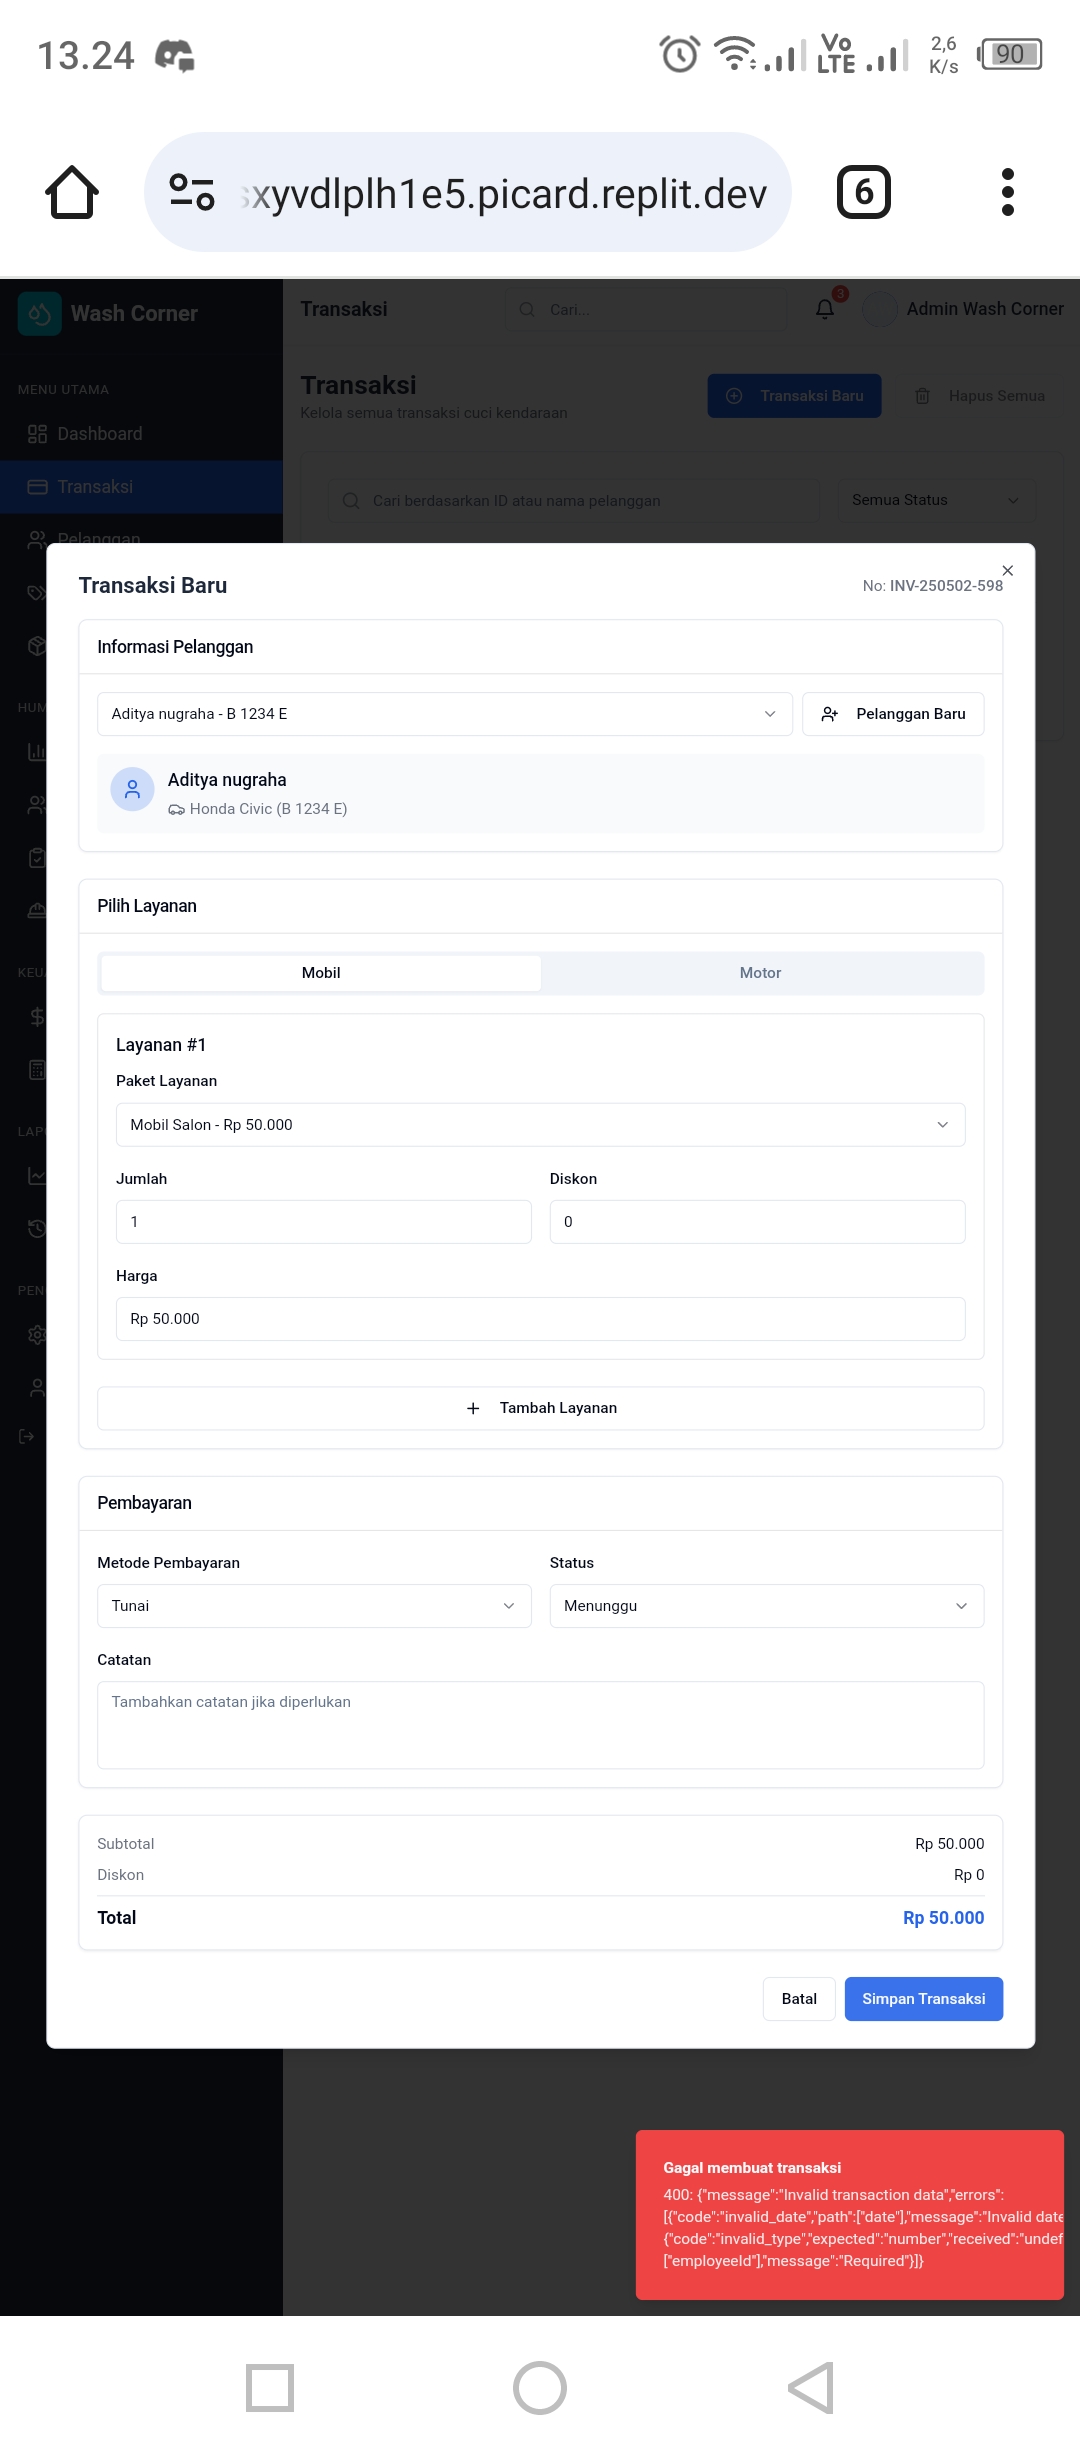 13.24
Vo LTE
2,6 K/s
90
xyvdlplh1e5.picard.replit.dev
6
Wash Corner
Transaksi
Cari...
3
Admin Wash Corner
MENU UTAMA
Dashboard
Transaksi
Pelanggan
HUM
KEUA
LAPO
PEN
Transaksi
Kelola semua transaksi cuci kendaraan
Transaksi Baru
Hapus Semua
Cari berdasarkan ID atau nama pelanggan
Semua Status
Transaksi Baru
No: INV-250502-598
Informasi Pelanggan
Aditya nugraha - B 1234 E
Pelanggan Baru
Aditya nugraha
Honda Civic (B 1234 E)
Pilih Layanan
Mobil
Motor
Layanan #1
Paket Layanan
Mobil Salon - Rp 50.000
Jumlah
Diskon
1
0
Harga
Rp 50.000
Tambah Layanan
Pembayaran
Metode Pembayaran
Status
Tunai
Menunggu
Catatan
Tambahkan catatan jika diperlukan
Subtotal
Rp 50.000
Diskon
Rp 0
Total
Rp 50.000
Batal
Simpan Transaksi
Gagal membuat transaksi
400: {"message":"Invalid transaction data","errors":
[{"code":"invalid_date","path":["date"],"message":"Invalid date
{"code":"invalid_type","expected":"number","received":"undef
["employeeId"],"message":"Required"}]}